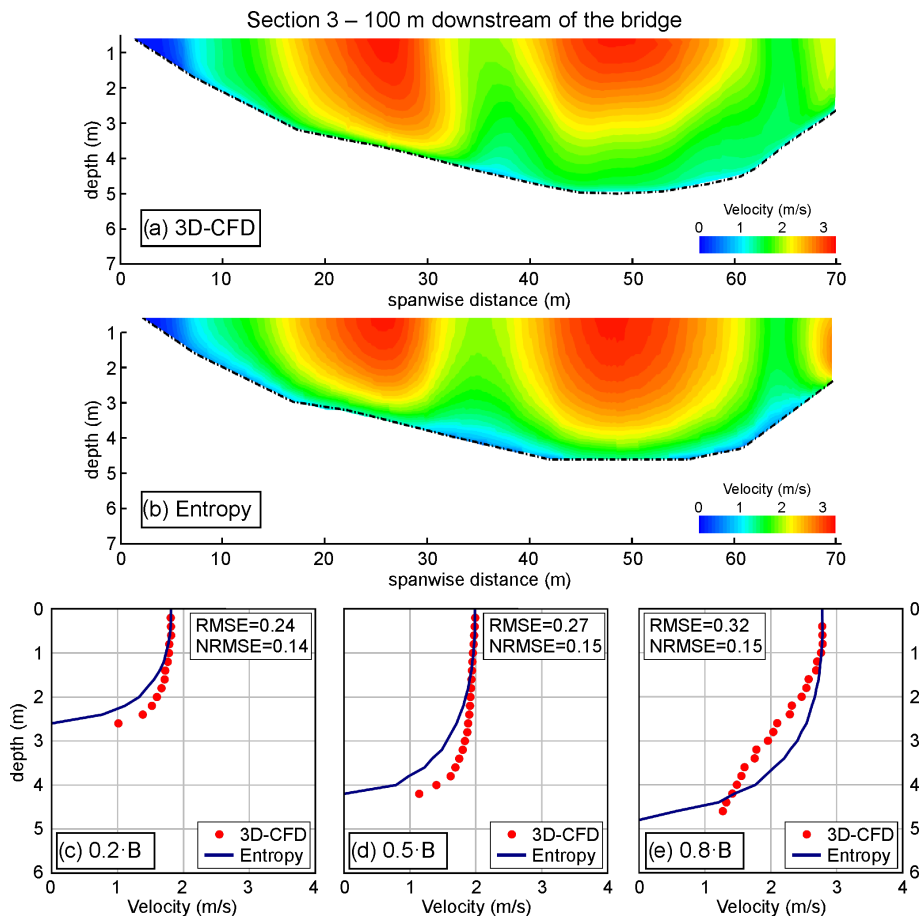 Section 3 – 100 m downstream of the bridge
1
2
3
4
5
6
7
depth (m)
(a) 3D-CFD
Velocity (m/s)
0 1 2 3
0 10 20 30 40 50 60 70
spanwise distance (m)
1
2
3
4
5
6
7
depth (m)
(b) Entropy
Velocity (m/s)
0 1 2 3
0 10 20 30 40 50 60 70
spanwise distance (m)
0
1
2
3
4
5
6
depth (m)
RMSE=0.24
NRMSE=0.14
(c) 0.2·B
3D-CFD
Entropy
0 1 2 3 4
Velocity (m/s)
RMSE=0.27
NRMSE=0.15
(d) 0.5·B
3D-CFD
Entropy
0 1 2 3 4
Velocity (m/s)
RMSE=0.32
NRMSE=0.15
(e) 0.8·B
3D-CFD
Entropy
0 1 2 3 4
Velocity (m/s)
0
1
2
3
4
5
6